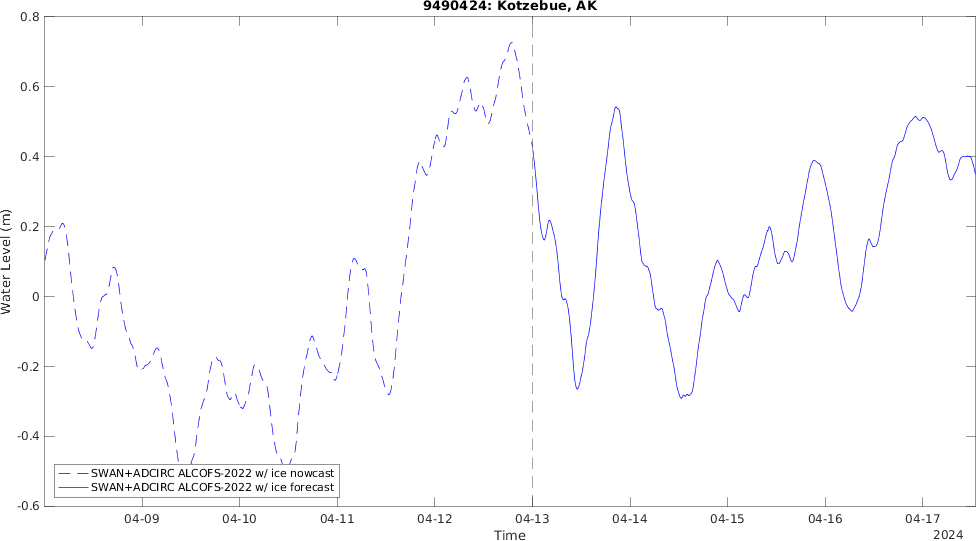 9490424: Kotzebue, AK
0.8
0.6
0.4
0.2
0
-0.2
-0.4
-0.6
Water Level (m)
SWAN+ADCIRC ALCOFS-2022 w/ ice nowcast
SWAN+ADCIRC ALCOFS-2022 w/ ice forecast
04-09 04-10 04-11 04-12 04-13 04-14 04-15 04-16 04-17
Time
2024